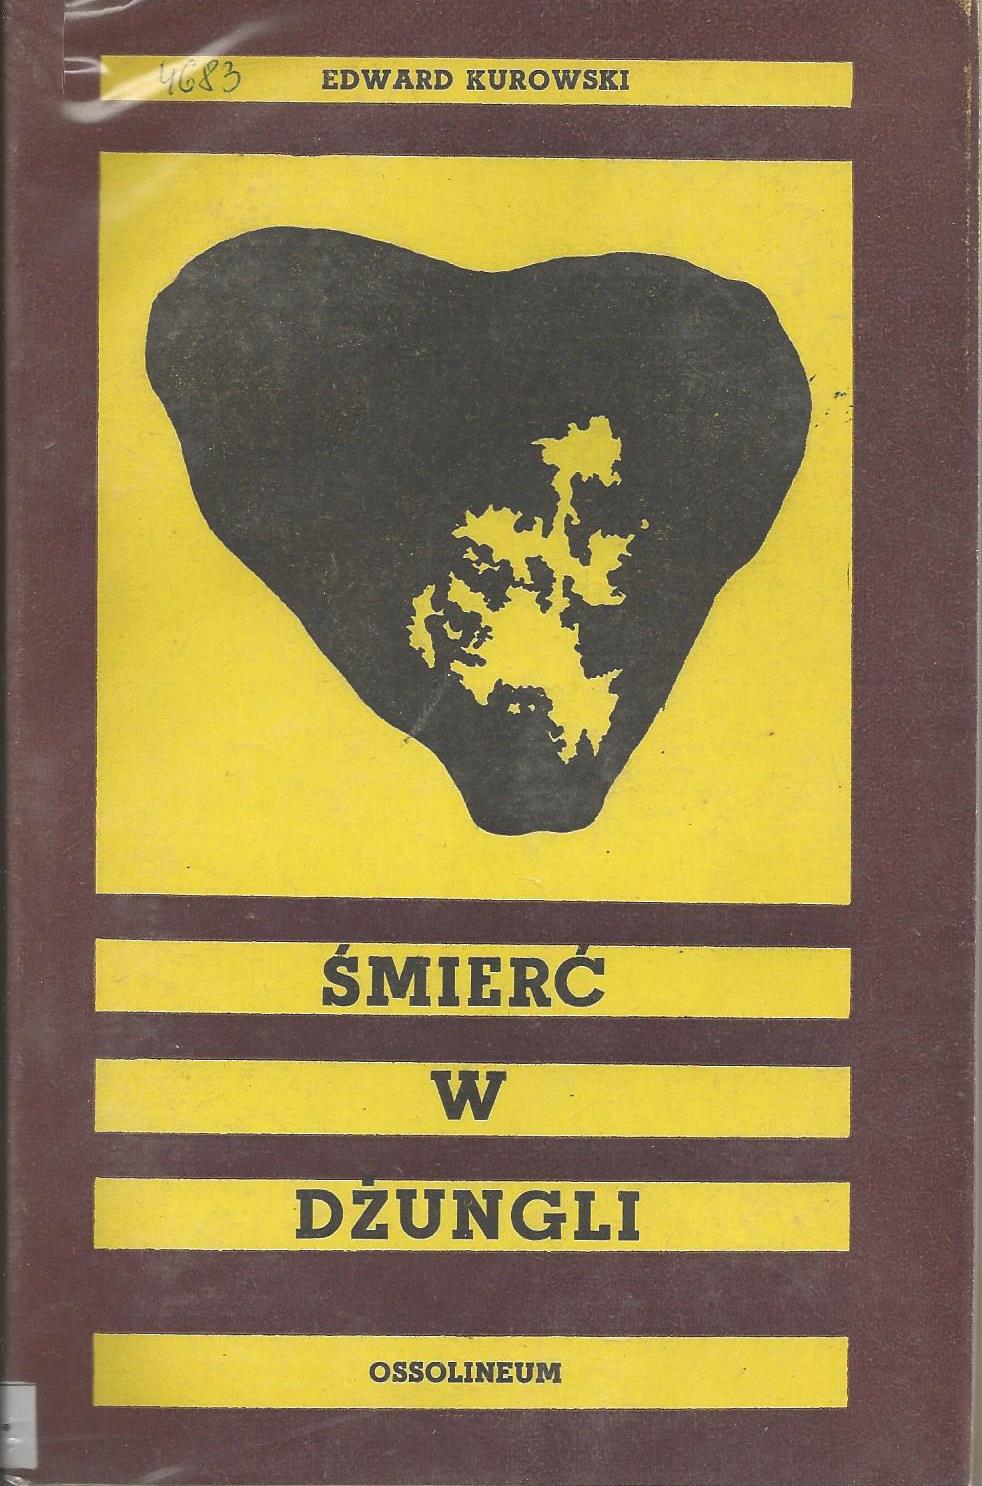 4683
EDWARD KUROWSKI
ŚMIERĆ
W
DŻUNGLI
OSSOLINEUM